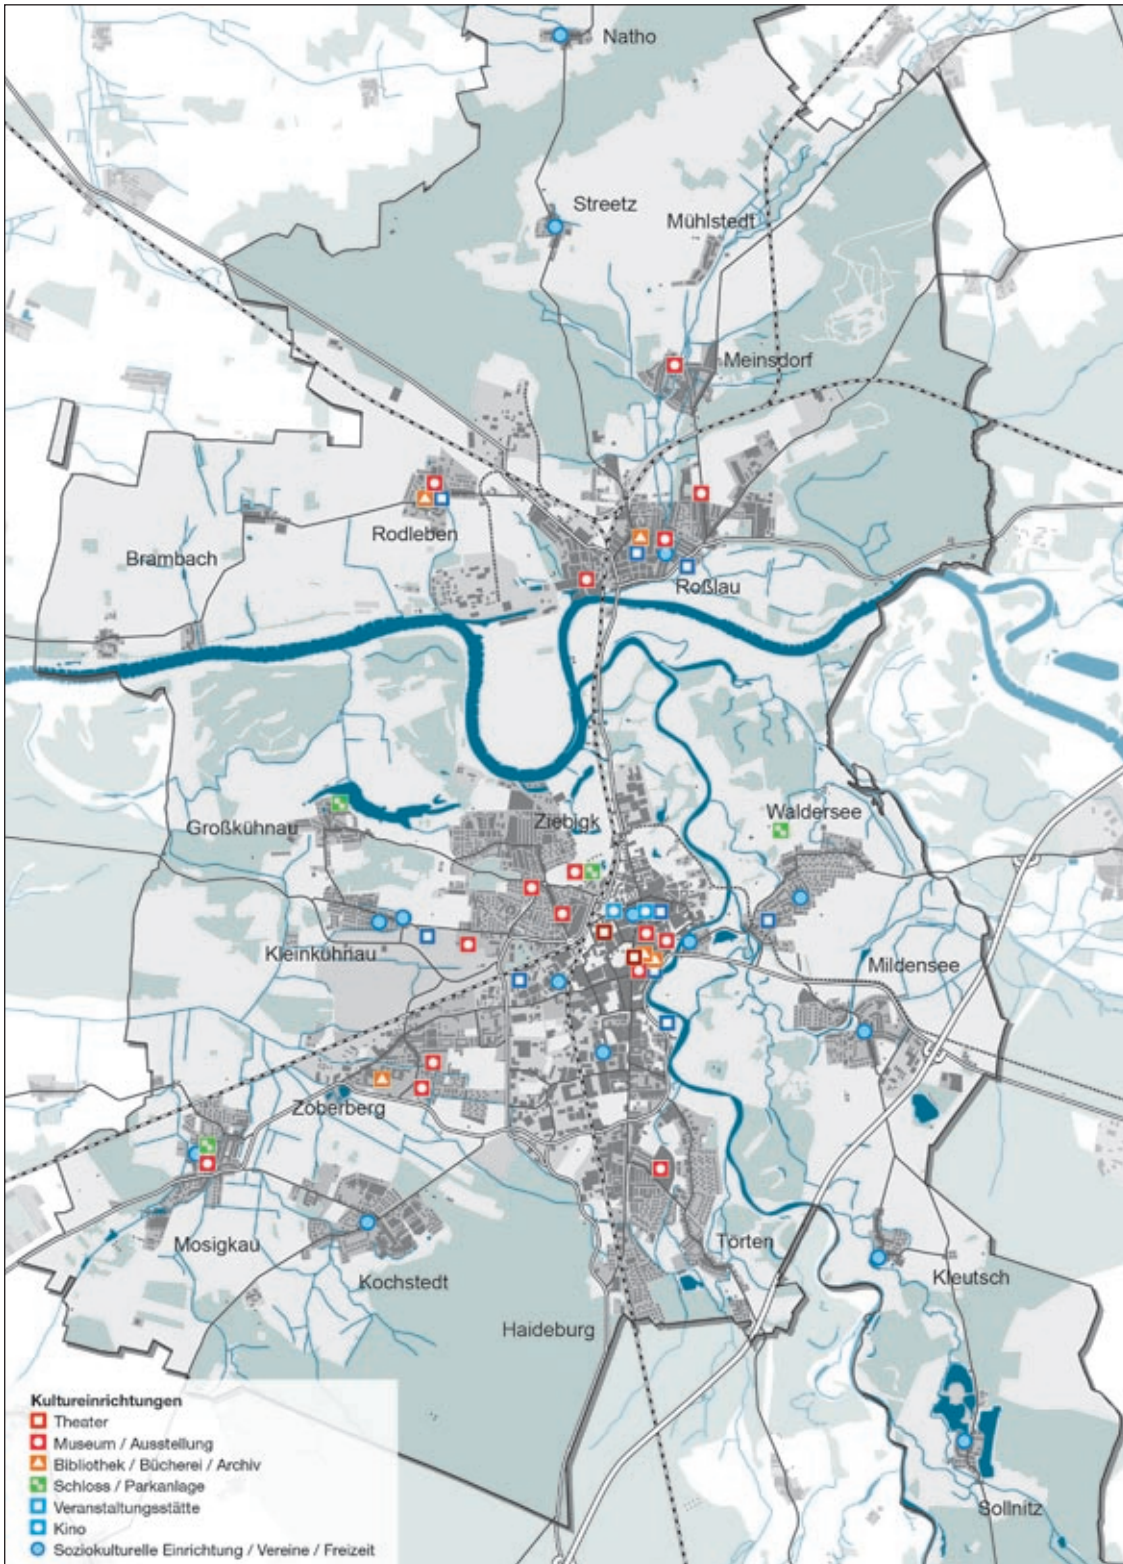 Natho
Streetz
Mühlstedt
Meinsdorf
Rodleben
Brambach
Roßlau
Großkühnau
Ziebigk
Waldersee
Kleinkühnau
Mildensee
Zoberberg
Mosigkau
Kochstedt
Törten
Kleutsch
Haideburg
Sollnitz
Kultureinrichtungen
Theater
Museum / Ausstellung
Bibliothek / Bücherei / Archiv
Schloss / Parkanlage
Veranstaltungsstätte
Kino
Soziokulturelle Einrichtung / Vereine / Freizeit